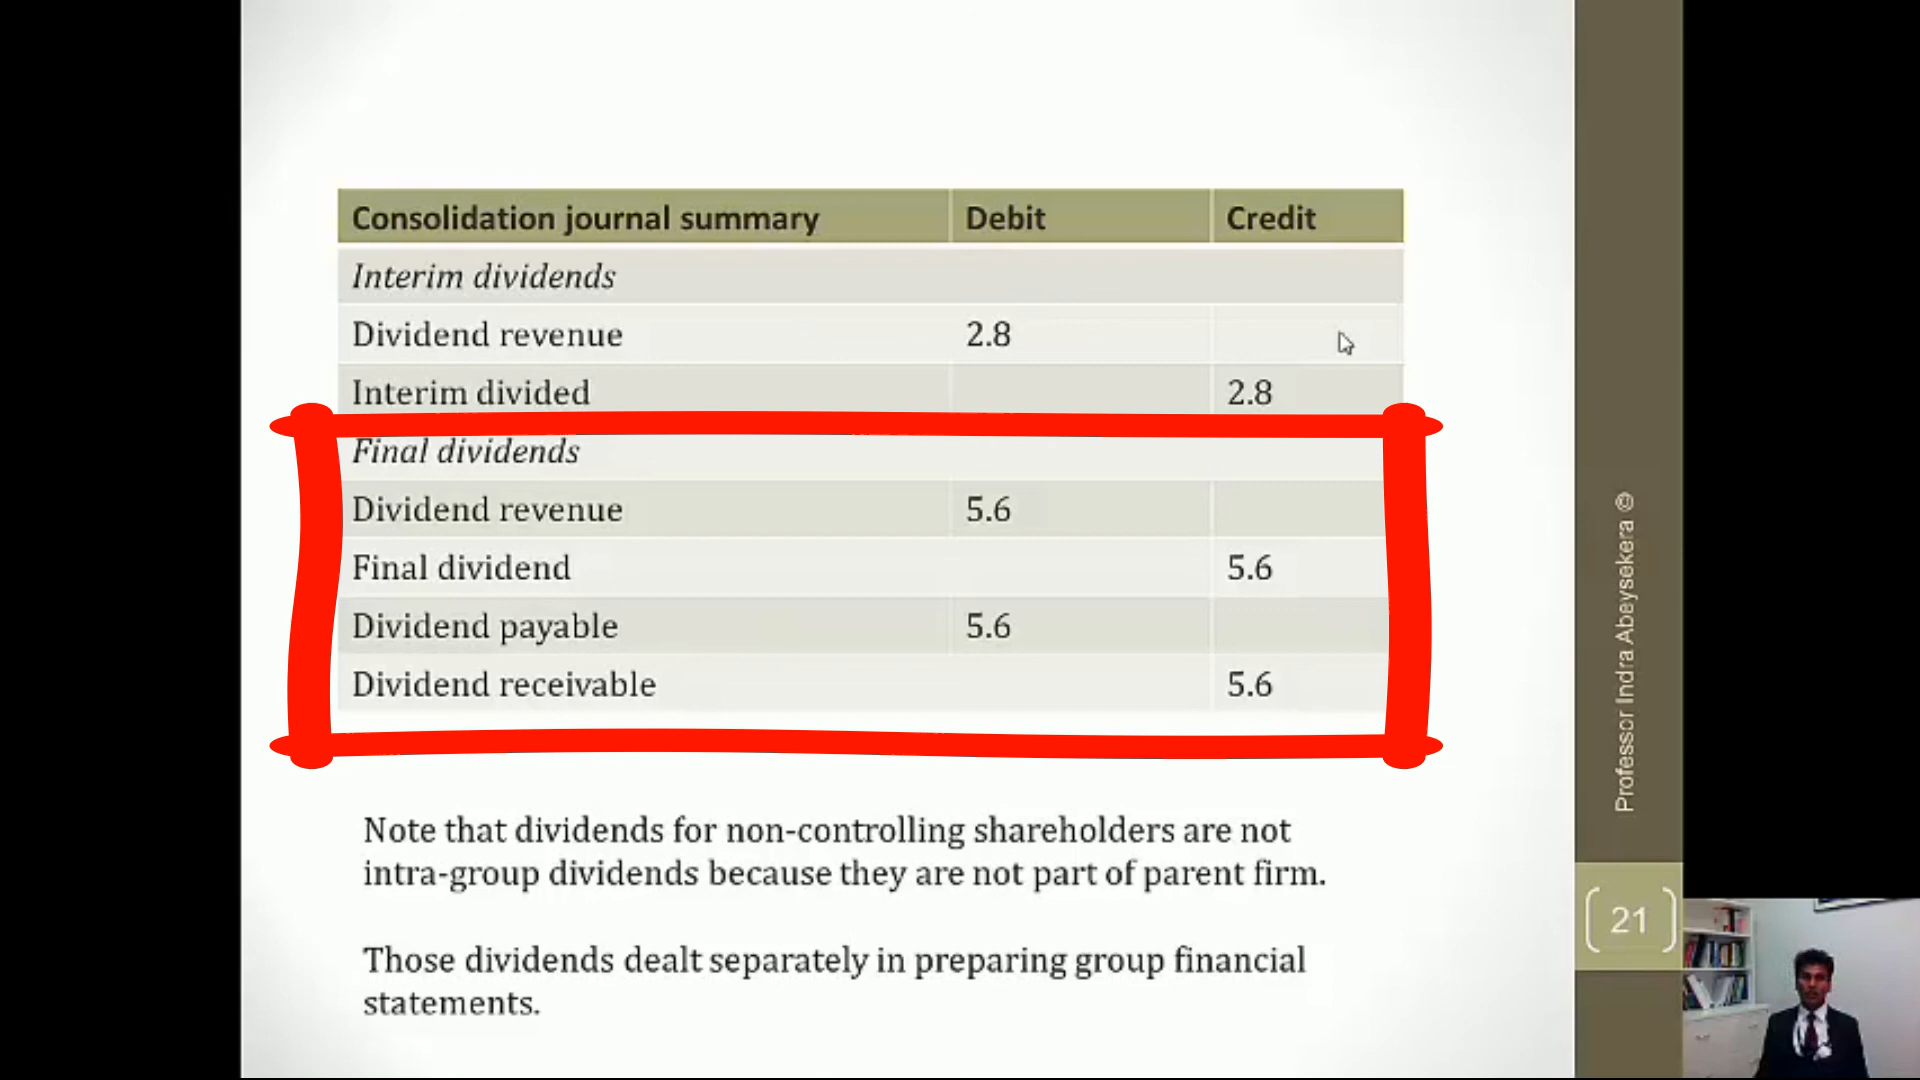 Consolidation journal summary Debit Credit
Interim dividends
Dividend revenue 2.8
Interim divided 2.8
Final dividends
Dividend revenue 5.6
Final dividend 5.6
Dividend payable 5.6
Dividend receivable 5.6
Note that dividends for non-controlling shareholders are not
intra-group dividends because they are not part of parent firm.
Those dividends dealt separately in preparing group financial
statements.
Professor Indra Abeysekera ©
21